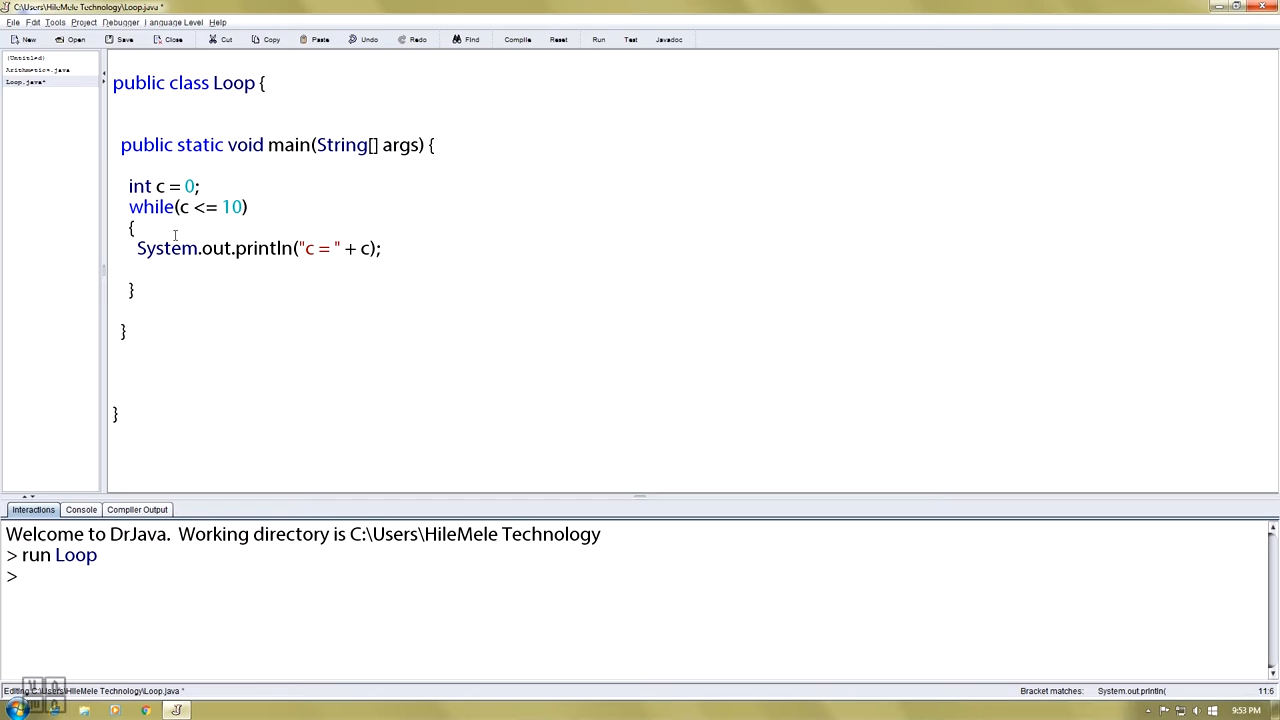 C:\Users\HileMele Technology\Loop.java *
File Edit Tools Project Debugger Language Level Help
New Open Save Close Cut Copy Paste Undo Redo Find Compile Reset Run Test Javadoc
(Untitled)
Arithmetics.java
Loop.java*
public class Loop {
public static void main(String[] args) {
int c = 0;
while(c <= 10)
{
System.out.println("c = " + c);
}
}
}
Interactions Console Compiler Output
Welcome to DrJava. Working directory is C:\Users\HileMele Technology
> run Loop
>
Editing C:\Users\HileMele Technology\Loop.java *
Bracket matches: System.out.println(
11:6
9:53 PM